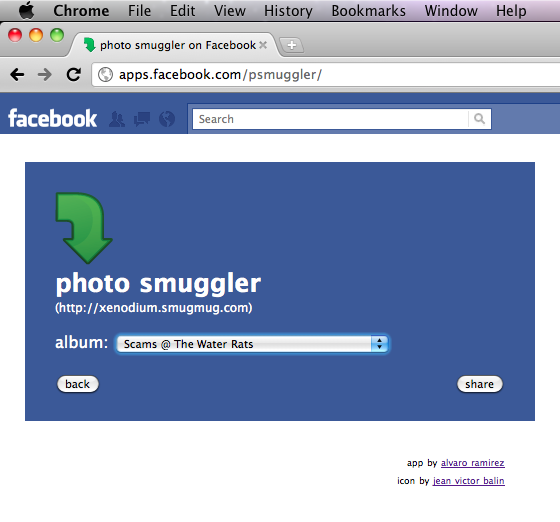 Chrome File Edit View History Bookmarks Window Help
photo smuggler on Facebook
apps.facebook.com/psmuggler/
facebook Search
photo smuggler
(http://xenodium.smugmug.com)
album: Scams @ The Water Rats
back share
app by alvaro ramirez
icon by jean victor balin